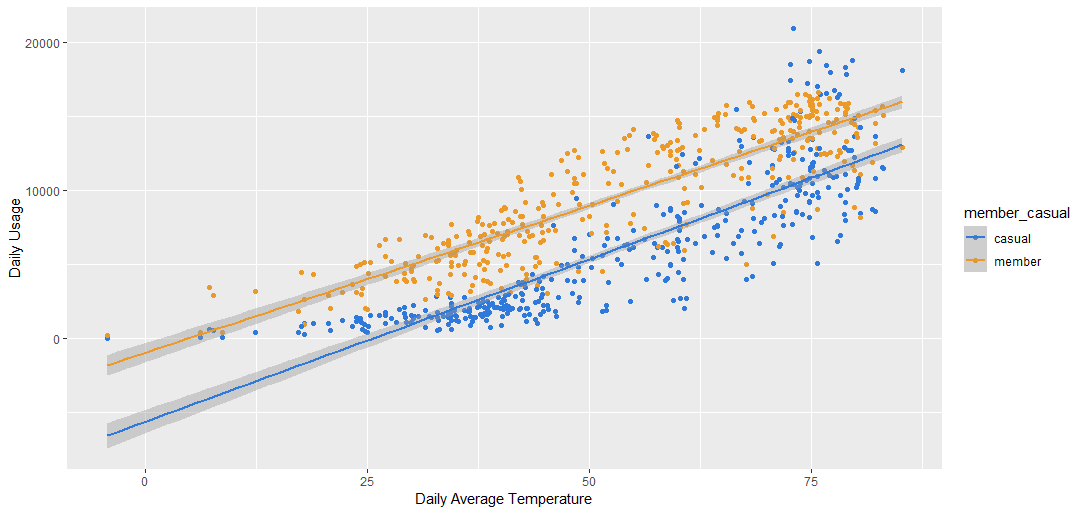 20000
10000
0
Daily Usage
0 25 50 75
Daily Average Temperature
member_casual
casual
member